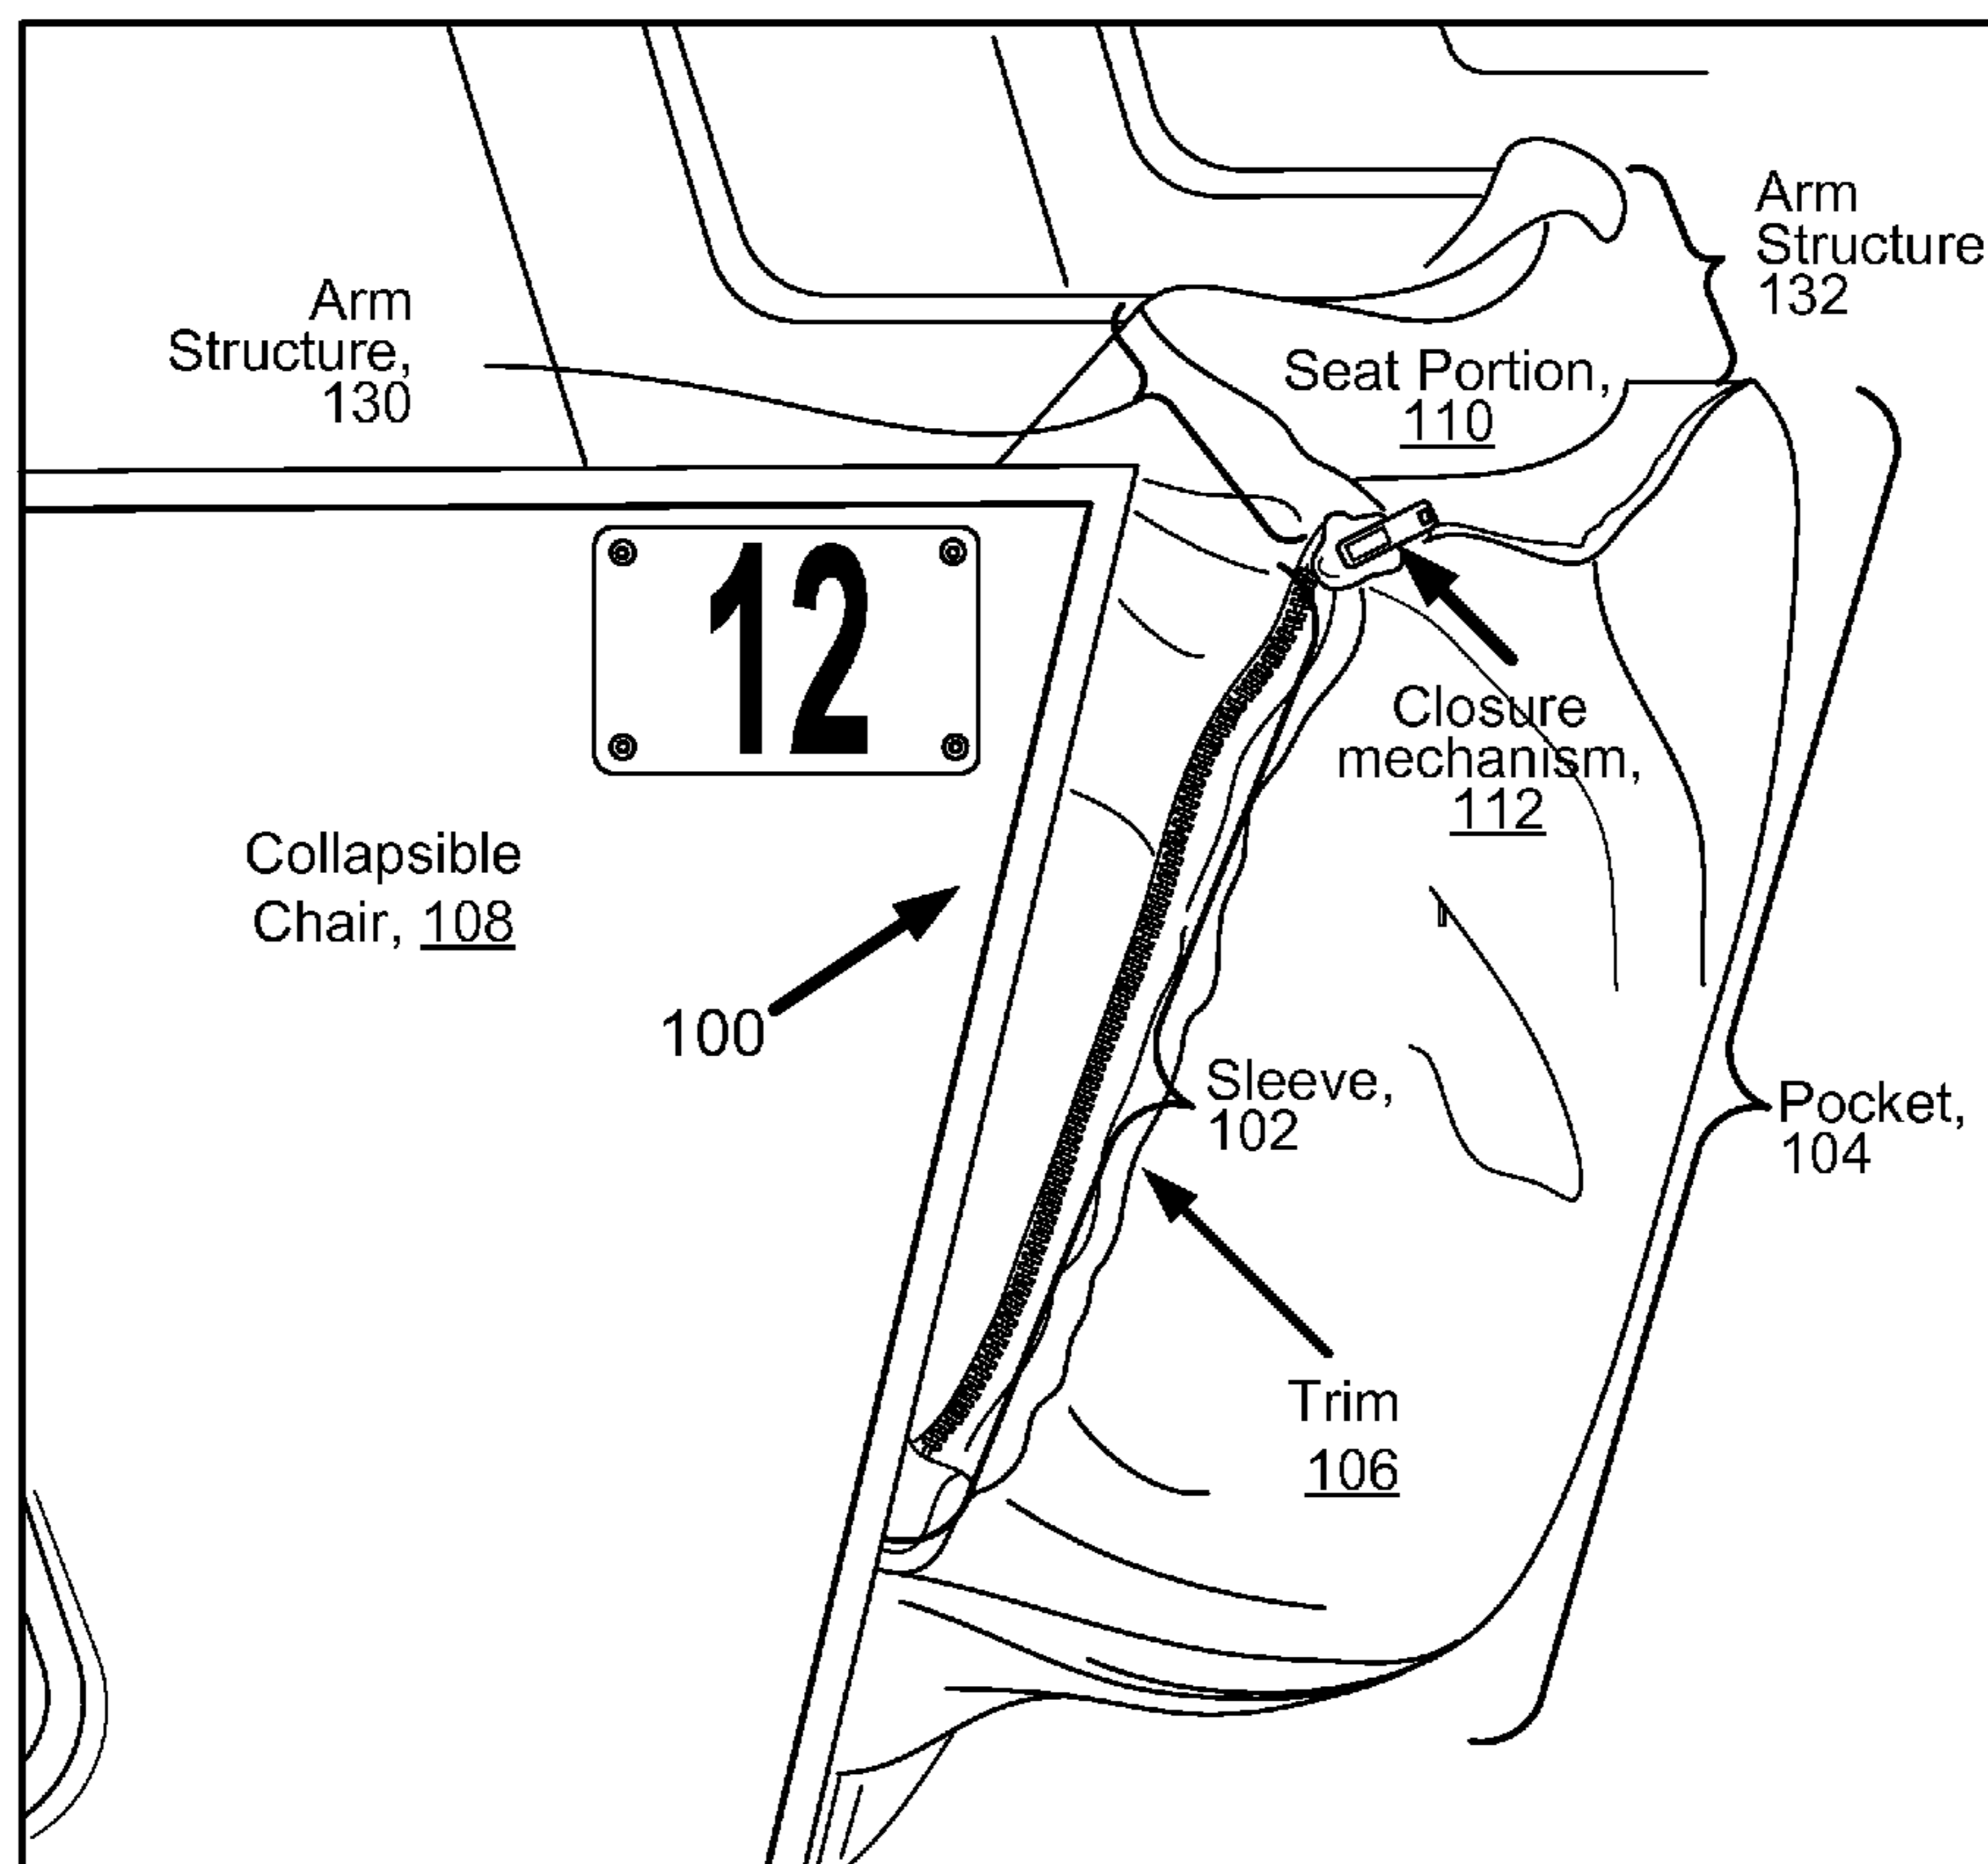 Arm
Structure
132
Arm
Structure,
130
Seat Portion,
110
12
Closure
mechanism,
112
Collapsible
Chair, 108
100
Sleeve,
102
Pocket,
104
Trim
106